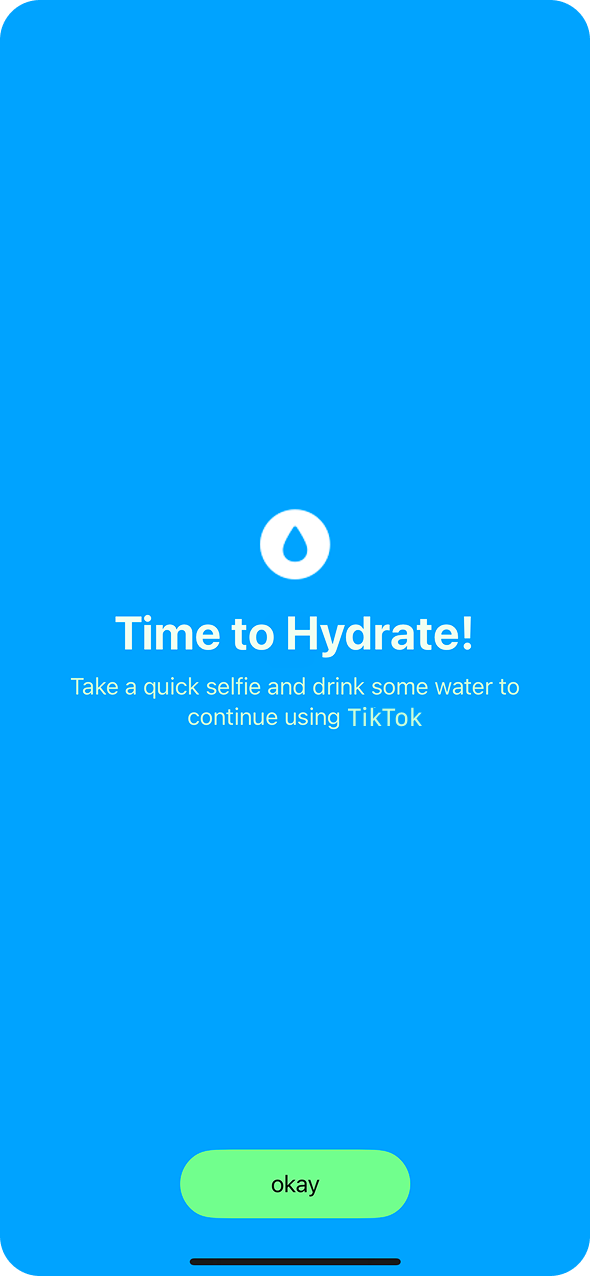 Time to Hydrate!
Take a quick selfie and drink some water to
continue using TikTok
okay